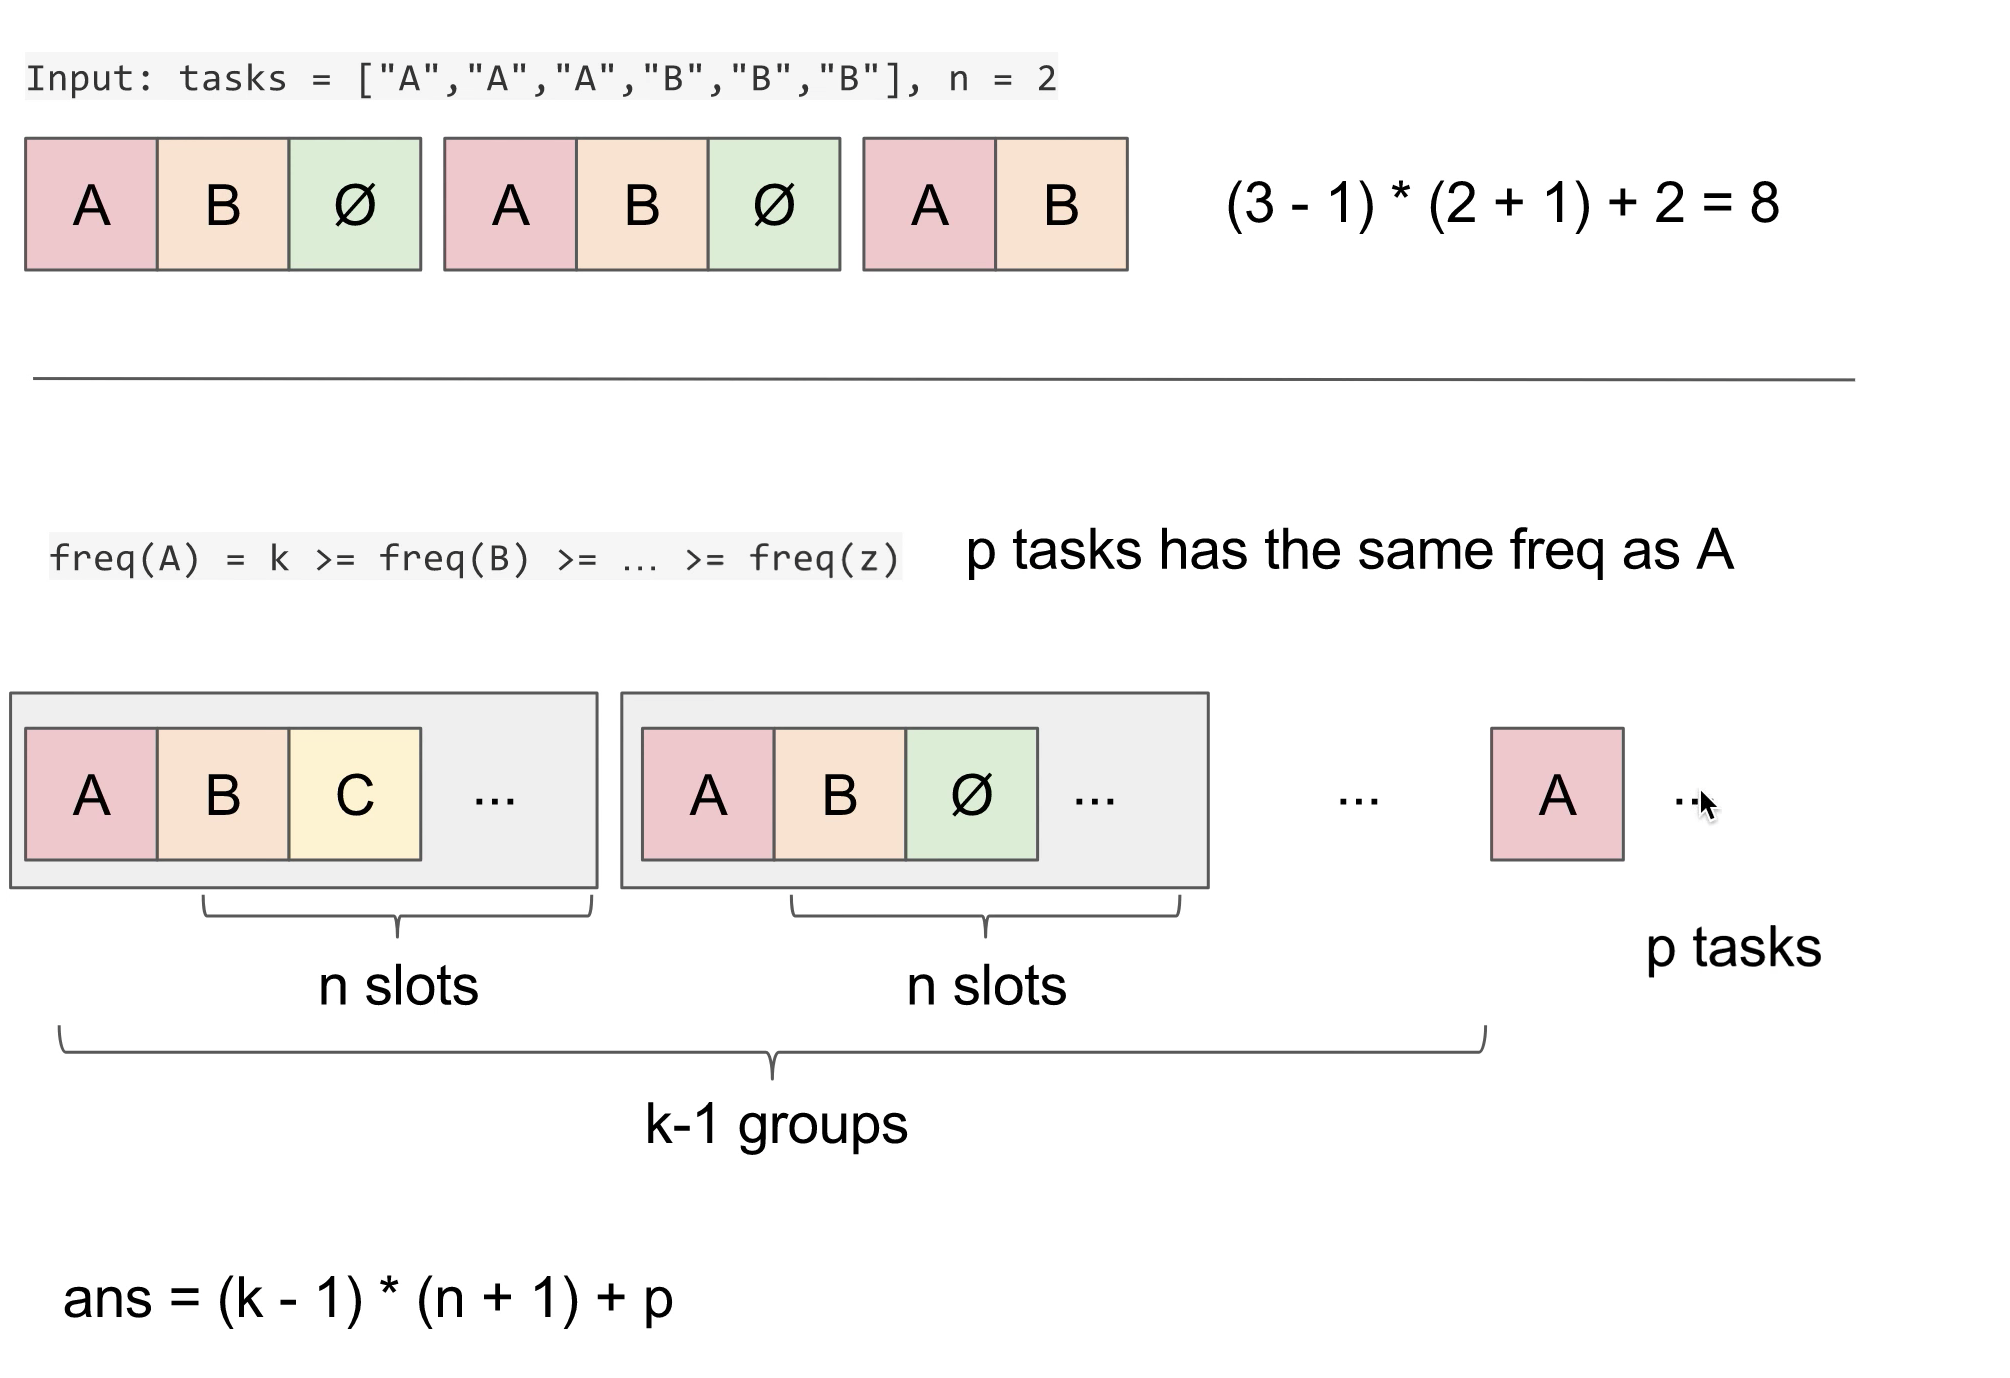 Input: tasks = ["A","A","A","B","B","B"], n = 2
A B Ø A B Ø A B (3 - 1) * (2 + 1) + 2 = 8
freq(A) = k >= freq(B) >= ... >= freq(z) p tasks has the same freq as A
A B C ... A B Ø ... ... A ...
p tasks
n slots n slots
k-1 groups
ans = (k - 1) * (n + 1) + p